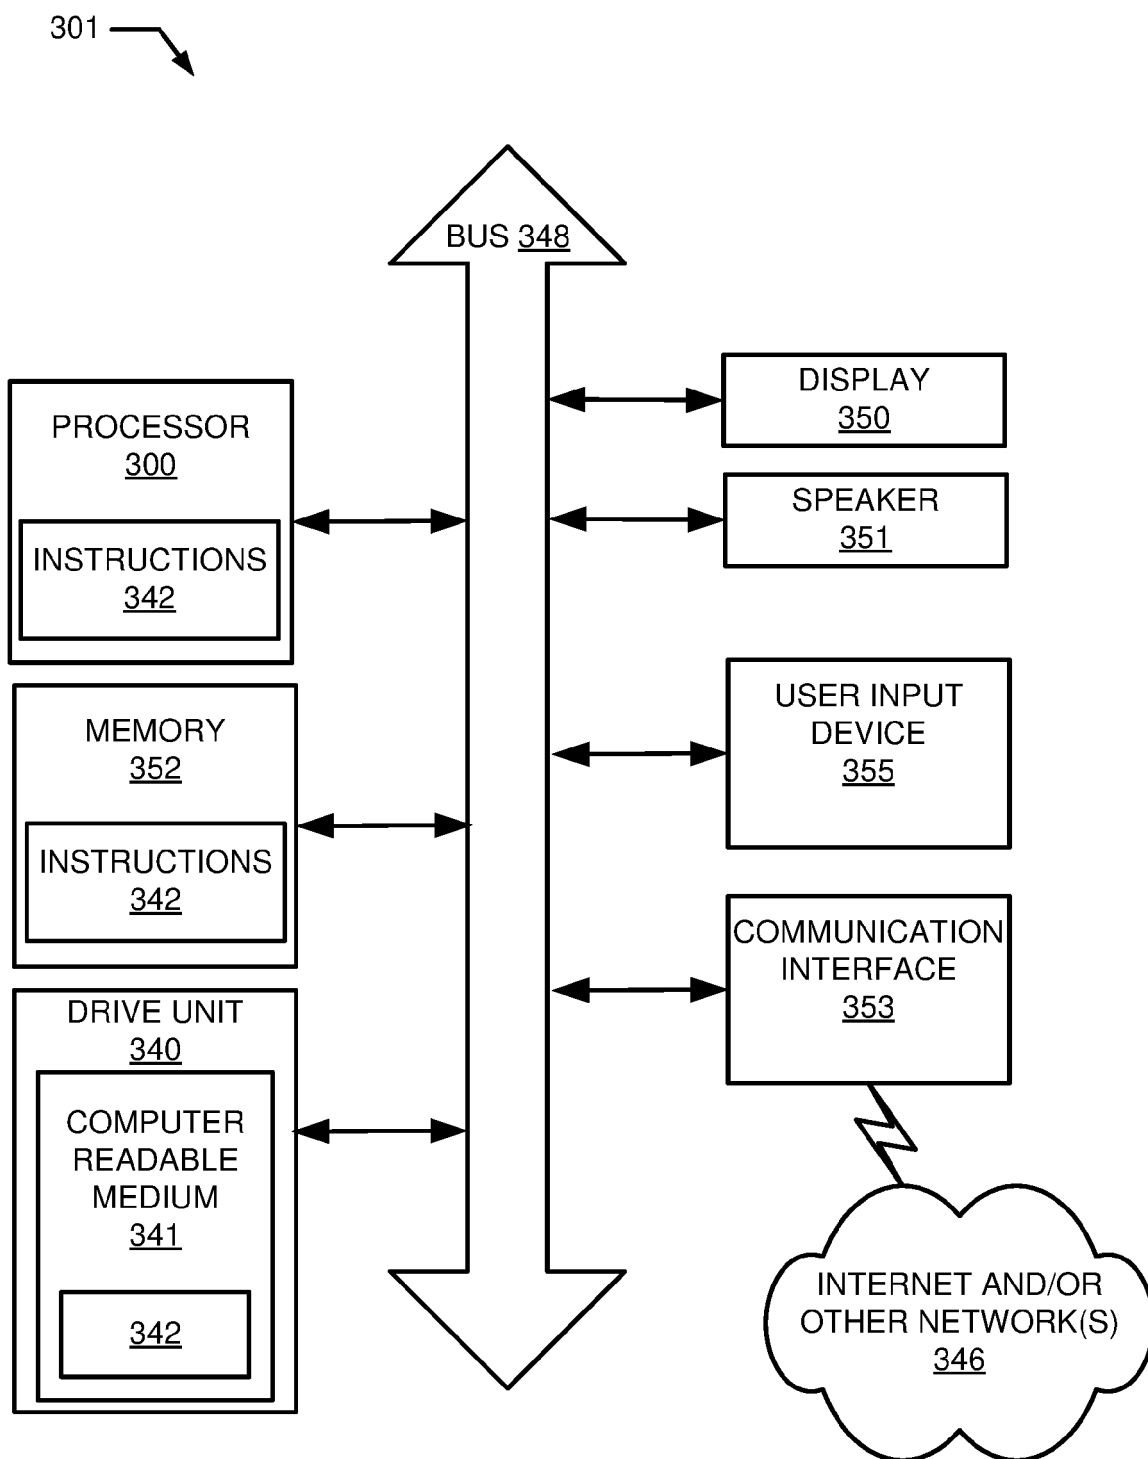 301
BUS 348
PROCESSOR
300
INSTRUCTIONS
342
MEMORY
352
INSTRUCTIONS
342
DRIVE UNIT
340
COMPUTER
READABLE
MEDIUM
341
342
DISPLAY
350
SPEAKER
351
USER INPUT
DEVICE
355
COMMUNICATION
INTERFACE
353
INTERNET AND/OR
OTHER NETWORK(S)
346